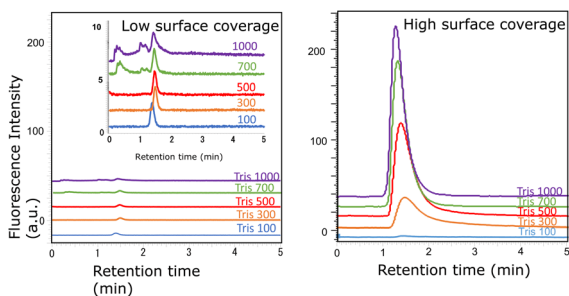 Low surface coverage
High surface coverage
Fluorescence Intensity
(a.u.)
200
100
0
10
5
0
1000
700
500
300
100
0 1 2 3 4 5
Retention time (min)
Tris 1000
Tris 700
Tris 500
Tris 300
Tris 100
0 1 2 3 4 5
Retention time
(min)
200
100
0
Tris 1000
Tris 700
Tris 500
Tris 300
Tris 100
0 1 2 3 4 5
Retention time (min)